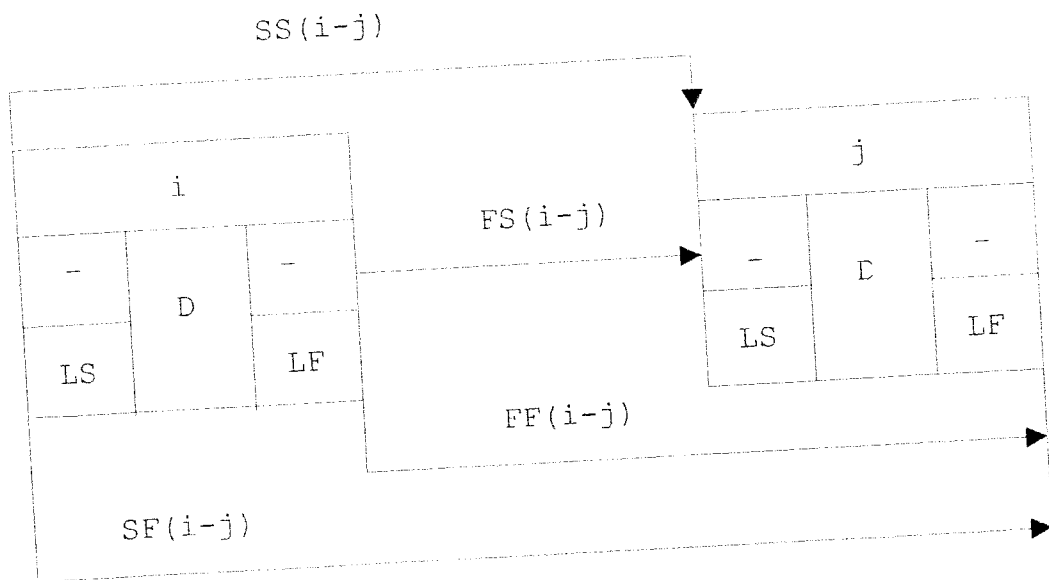 SS(i-j)
i
j
FS(i-j)
- D -
LS LF
- D -
LS LF
FF(i-j)
SF(i-j)